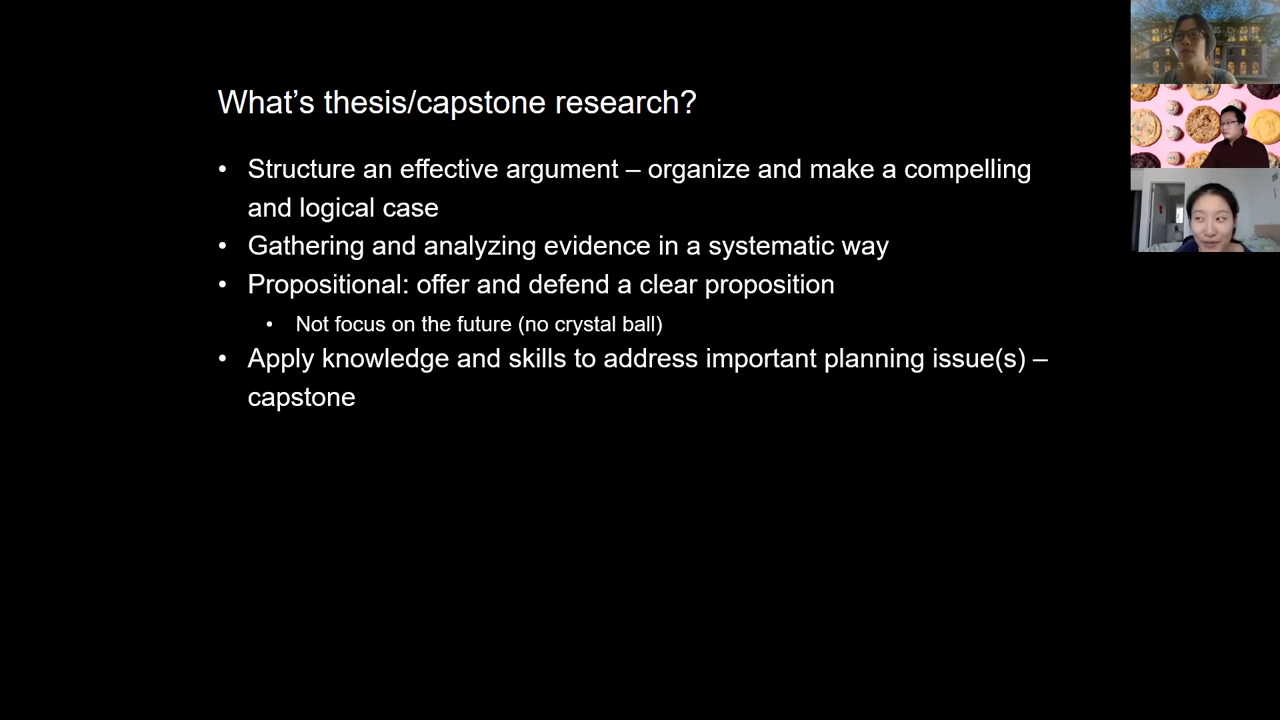 What’s thesis/capstone research?
• Structure an effective argument – organize and make a compelling
and logical case
• Gathering and analyzing evidence in a systematic way
• Propositional: offer and defend a clear proposition
• Not focus on the future (no crystal ball)
• Apply knowledge and skills to address important planning issue(s) –
capstone